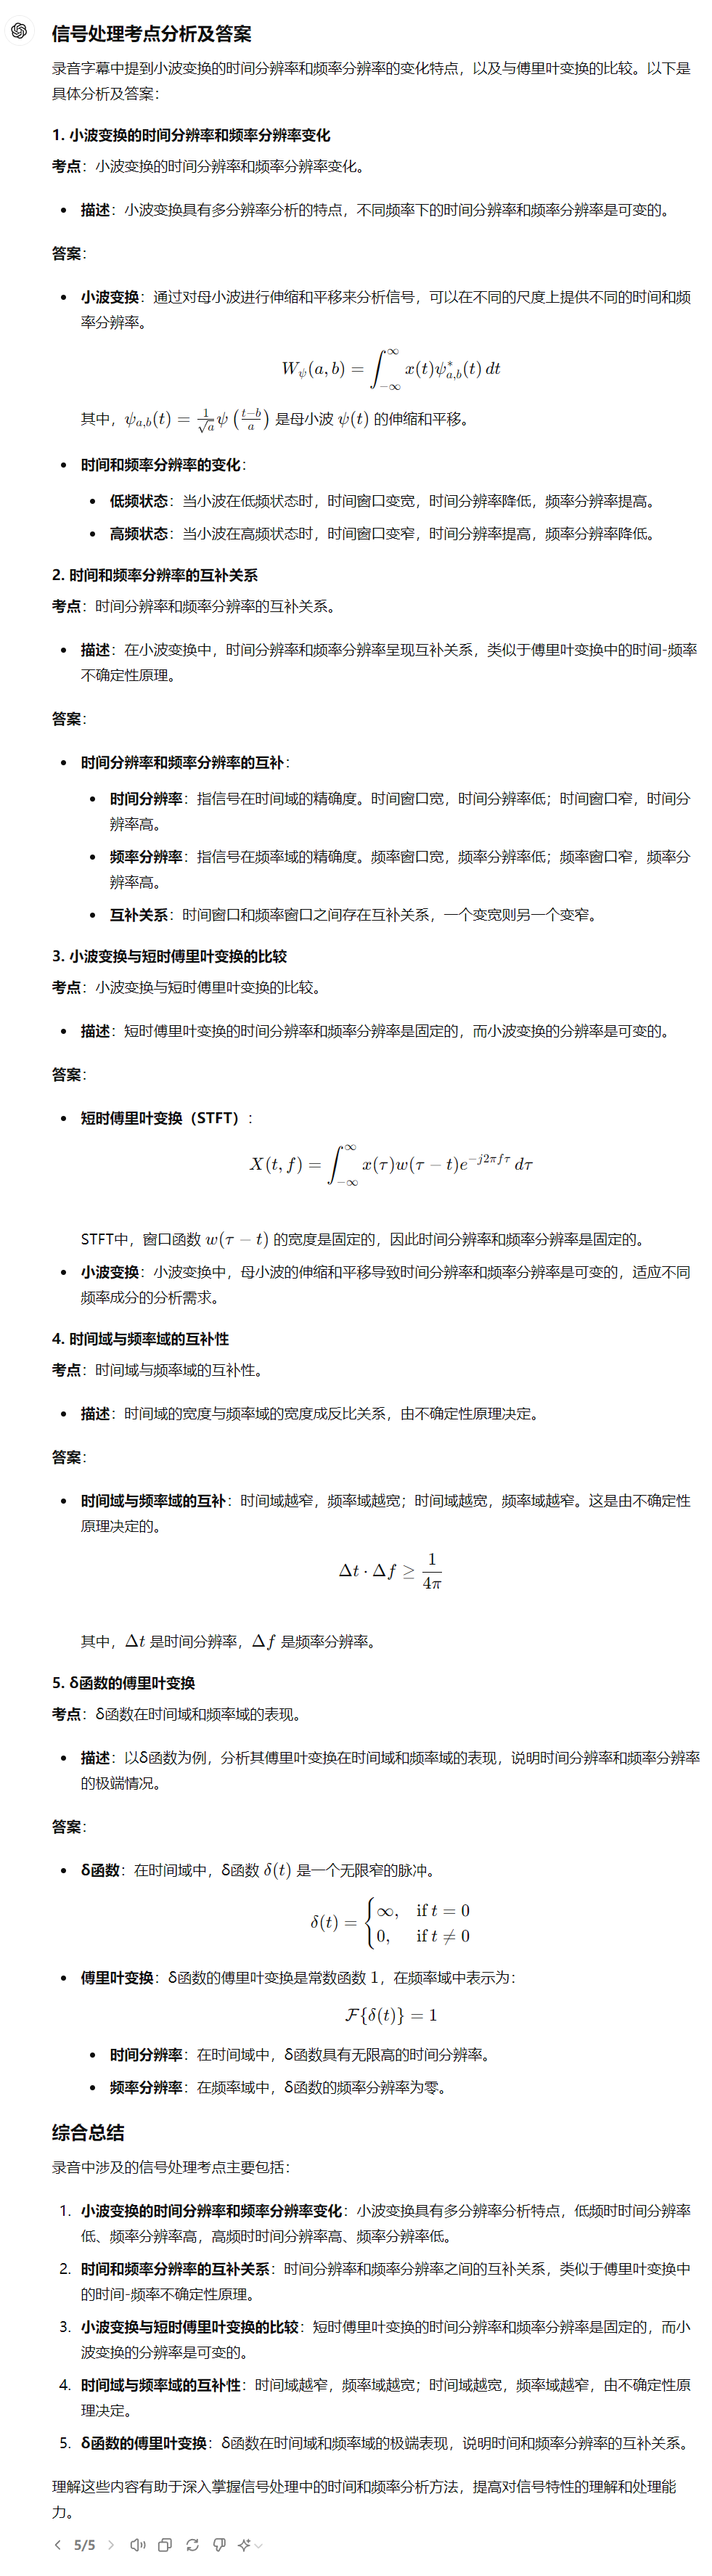 信号处理考点分析及答案
录音字幕中提到小波变换的时间分辨率和频率分辨率的变化特点，以及与傅里叶变换的比较。以下是
具体分析及答案：
1. 小波变换的时间分辨率和频率分辨率变化
考点：小波变换的时间分辨率和频率分辨率变化。
• 描述：小波变换具有多分辨率分析的特点，不同频率下的时间分辨率和频率分辨率是可变的。
答案：
• 小波变换：通过对母小波进行伸缩和平移来分析信号，可以在不同的尺度上提供不同的时间和频
率分辨率。
W_ψ(a, b) = ∫_{-∞}^{∞} x(t)ψ*_{a,b}(t) dt
其中，ψ_{a,b}(t) = \frac{1}{\sqrt{a}} ψ(\frac{t-b}{a}) 是母小波 ψ(t) 的伸缩和平移。
• 时间和频率分辨率的变化：
• 低频状态：当小波在低频状态时，时间窗口变宽，时间分辨率降低，频率分辨率提高。
• 高频状态：当小波在高频状态时，时间窗口变窄，时间分辨率提高，频率分辨率降低。
2. 时间和频率分辨率的互补关系
考点：时间分辨率和频率分辨率的互补关系。
• 描述：在小波变换中，时间分辨率和频率分辨率呈现互补关系，类似于傅里叶变换中的时间-频率
不确定性原理。
答案：
• 时间分辨率和频率分辨率的互补：
• 时间分辨率：指信号在时间域的精确度。时间窗口宽，时间分辨率低；时间窗口窄，时间分
辨率高。
• 频率分辨率：指信号在频率域的精确度。频率窗口宽，频率分辨率低；频率窗口窄，频率分
辨率高。
• 互补关系：时间窗口和频率窗口之间存在互补关系，一个变宽则另一个变窄。
3. 小波变换与短时傅里叶变换的比较
考点：小波变换与短时傅里叶变换的比较。
• 描述：短时傅里叶变换的时间分辨率和频率分辨率是固定的，而小波变换的分辨率是可变的。
答案：
• 短时傅里叶变换（STFT）：
X(t, f) = ∫_{-∞}^{∞} x(τ)w(τ − t)e^{−j2πfτ} dτ
STFT中，窗口函数 w(τ − t) 的宽度是固定的，因此时间分辨率和频率分辨率是固定的。
• 小波变换：小波变换中，母小波的伸缩和平移导致时间分辨率和频率分辨率是可变的，适应不同
频率成分的分析需求。
4. 时间域与频率域的互补性
考点：时间域与频率域的互补性。
• 描述：时间域的宽度与频率域的宽度成反比关系，由不确定性原理决定。
答案：
• 时间域与频率域的互补：时间域越窄，频率域越宽；时间域越宽，频率域越窄。这是由不确定性
原理决定的。
Δt · Δf ≥ \frac{1}{4π}
其中，Δt 是时间分辨率，Δf 是频率分辨率。
5. δ函数的傅里叶变换
考点：δ函数在时间域和频率域的表现。
• 描述：以δ函数为例，分析其傅里叶变换在时间域和频率域的表现，说明时间分辨率和频率分辨率
的极端情况。
答案：
• δ函数：在时间域中，δ函数 δ(t) 是一个无限窄的脉冲。
δ(t) = { ∞, if t = 0
0, if t ≠ 0
• 傅里叶变换：δ函数的傅里叶变换是常数函数 1，在频率域中表示为：
F{δ(t)} = 1
• 时间分辨率：在时间域中，δ函数具有无限高的时间分辨率。
• 频率分辨率：在频率域中，δ函数的频率分辨率为零。
综合总结
录音中涉及的信号处理考点主要包括：
1. 小波变换的时间分辨率和频率分辨率变化：小波变换具有多分辨率分析特点，低频时时间分辨率
低、频率分辨率高，高频时时间分辨率高、频率分辨率低。
2. 时间和频率分辨率的互补关系：时间分辨率和频率分辨率之间的互补关系，类似于傅里叶变换中
的时间-频率不确定性原理。
3. 小波变换与短时傅里叶变换的比较：短时傅里叶变换的时间分辨率和频率分辨率是固定的，而小
波变换的分辨率是可变的。
4. 时间域与频率域的互补性：时间域越窄，频率域越宽；时间域越宽，频率域越窄，由不确定性原
理决定。
5. δ函数的傅里叶变换：δ函数在时间域和频率域的极端表现，说明时间和频率分辨率的互补关系。
理解这些内容有助于深入掌握信号处理中的时间和频率分析方法，提高对信号特性的理解和处理能
力。
5/5